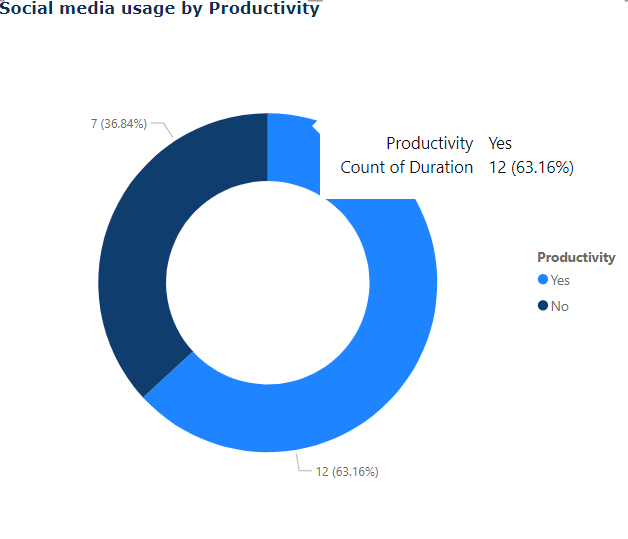 Social media usage by Productivity
7 (36.84%)
Productivity Yes
Count of Duration 12 (63.16%)
Productivity
Yes
No
12 (63.16%)